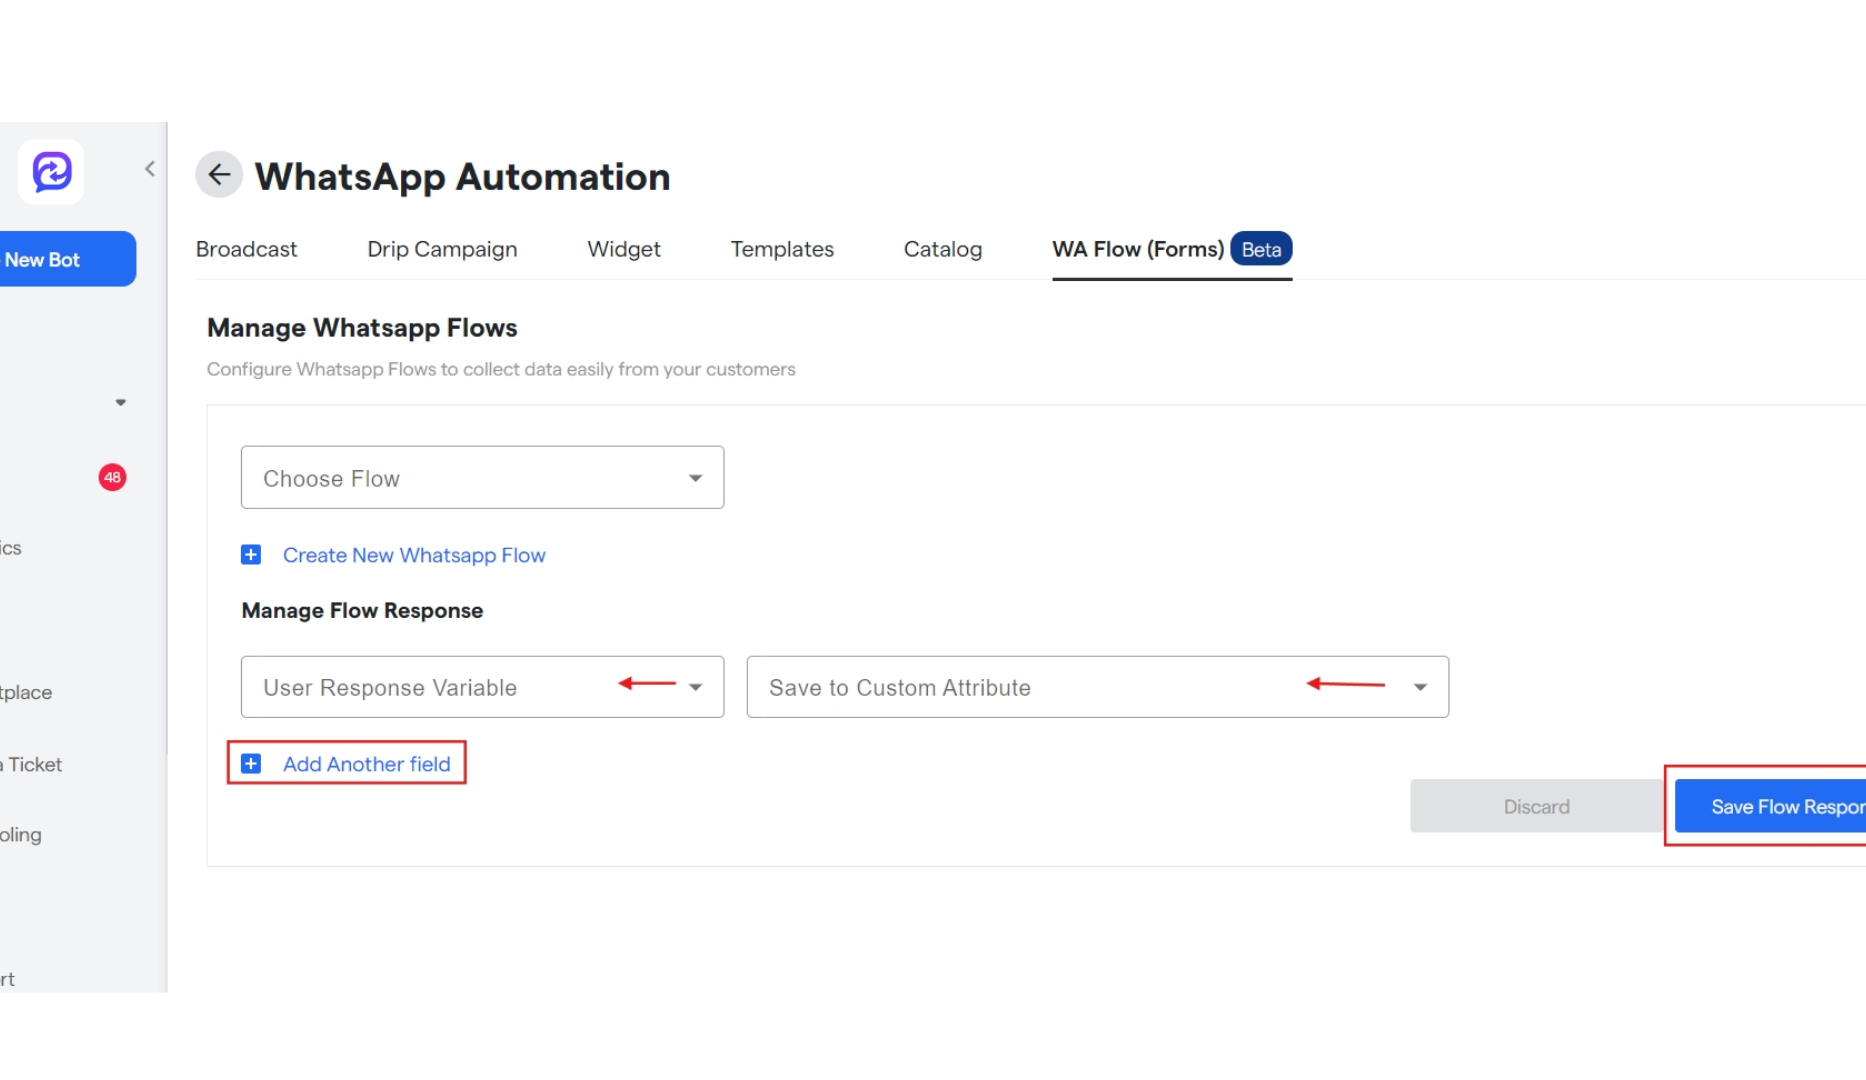 WhatsApp Automation
New Bot
Broadcast Drip Campaign Widget Templates Catalog WA Flow (Forms) Beta
Manage Whatsapp Flows
Configure Whatsapp Flows to collect data easily from your customers
Choose Flow
48
ics
Create New Whatsapp Flow
Manage Flow Response
User Response Variable Save to Custom Attribute
tplace
Add Another field
a Ticket
Discard Save Flow Respon
oling
rt